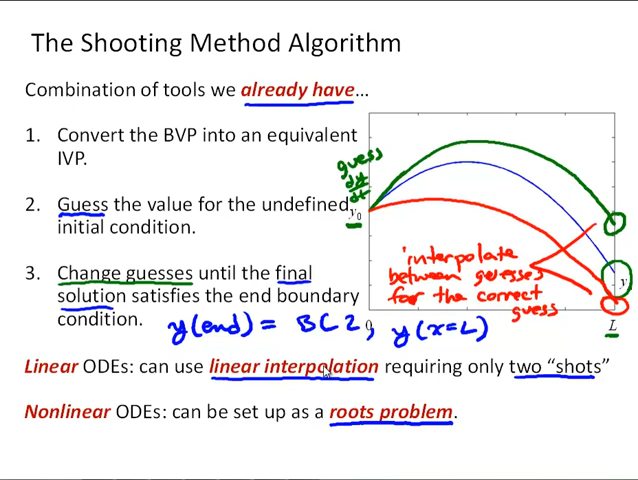 The Shooting Method Algorithm
Combination of tools we already have…
1. Convert the BVP into an equivalent
IVP.
2. Guess the value for the undefined
initial condition.
3. Change guesses until the final
solution satisfies the end boundary
condition.
y(end) = BC2, y(x=L)
guess
dy
dt
y0
interpolate
between guesses
for the correct
guess
y
0
L
Linear ODEs: can use linear interpolation requiring only two “shots”
Nonlinear ODEs: can be set up as a roots problem.